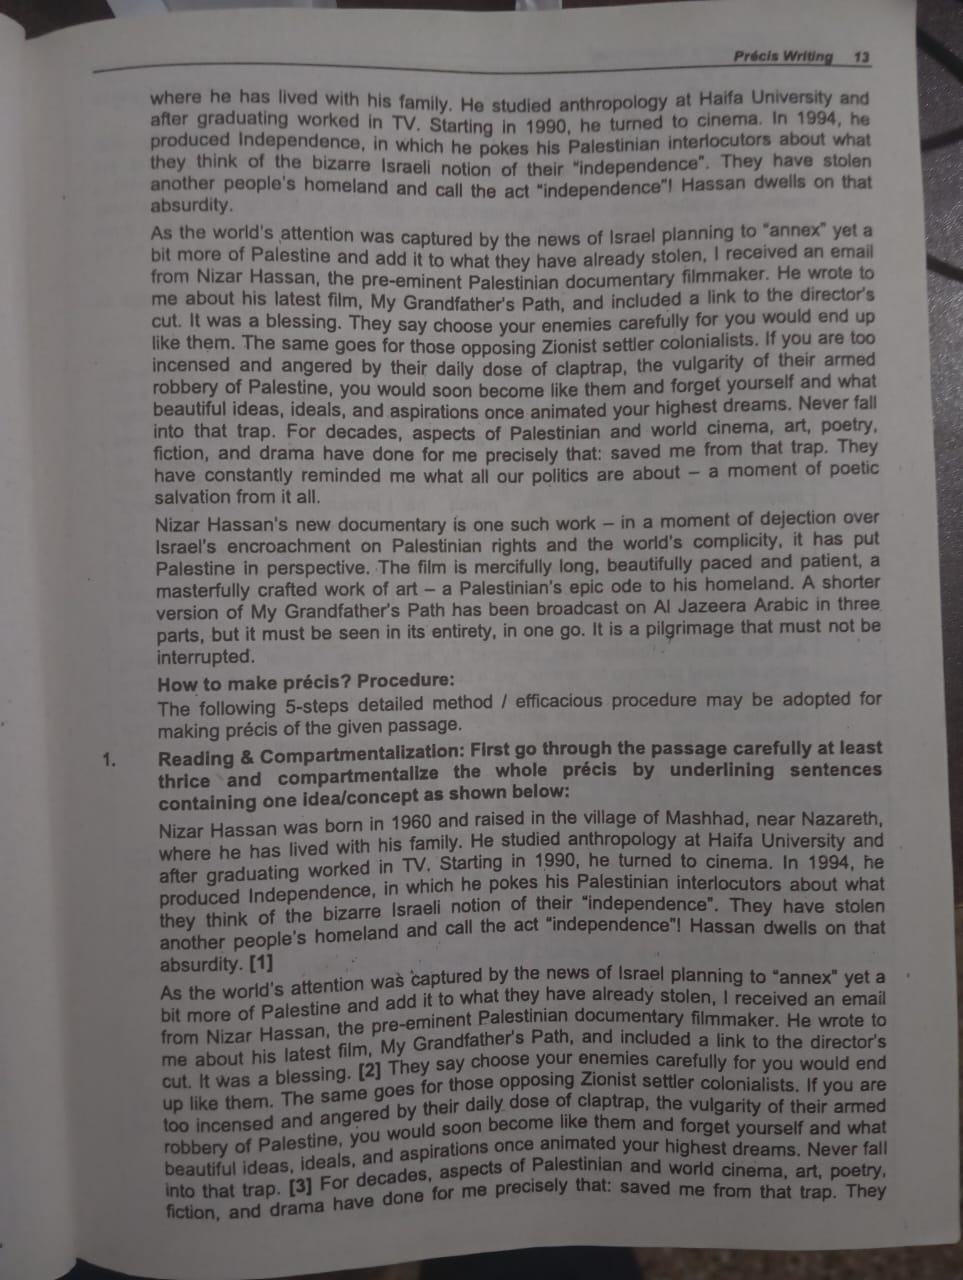 Précis Writing 13
where he has lived with his family. He studied anthropology at Haifa University and
after graduating worked in TV. Starting in 1990, he turned to cinema. In 1994, he
produced Independence, in which he pokes his Palestinian interlocutors about what
they think of the bizarre Israeli notion of their "independence". They have stolen
another people's homeland and call the act "independence"! Hassan dwells on that
absurdity.
As the world's attention was captured by the news of Israel planning to "annex" yet a
bit more of Palestine and add it to what they have already stolen, I received an email
from Nizar Hassan, the pre-eminent Palestinian documentary filmmaker. He wrote to
me about his latest film, My Grandfather's Path, and included a link to the director's
cut. It was a blessing. They say choose your enemies carefully for you would end up
like them. The same goes for those opposing Zionist settler colonialists. If you are too
incensed and angered by their daily dose of claptrap, the vulgarity of their armed
robbery of Palestine, you would soon become like them and forget yourself and what
beautiful ideas, ideals, and aspirations once animated your highest dreams. Never fall
into that trap. For decades, aspects of Palestinian and world cinema, art, poetry,
fiction, and drama have done for me precisely that: saved me from that trap. They
have constantly reminded me what all our politics are about – a moment of poetic
salvation from it all.
Nizar Hassan's new documentary is one such work – in a moment of dejection over
Israel's encroachment on Palestinian rights and the world's complicity, it has put
Palestine in perspective. The film is mercifully long, beautifully paced and patient, a
masterfully crafted work of art – a Palestinian's epic ode to his homeland. A shorter
version of My Grandfather's Path has been broadcast on Al Jazeera Arabic in three
parts, but it must be seen in its entirety, in one go. It is a pilgrimage that must not be
interrupted.
How to make précis? Procedure:
The following 5-steps detailed method / efficacious procedure may be adopted for
making précis of the given passage.
1. Reading & Compartmentalization: First go through the passage carefully at least
thrice and compartmentalize the whole précis by underlining sentences
containing one idea/concept as shown below:
Nizar Hassan was born in 1960 and raised in the village of Mashhad, near Nazareth,
where he has lived with his family. He studied anthropology at Haifa University and
after graduating worked in TV. Starting in 1990, he turned to cinema. In 1994, he
produced Independence, in which he pokes his Palestinian interlocutors about what
they think of the bizarre Israeli notion of their "independence". They have stolen
another people's homeland and call the act "independence"! Hassan dwells on that
absurdity. [1]
As the world's attention was captured by the news of Israel planning to "annex" yet a
bit more of Palestine and add it to what they have already stolen, I received an email
from Nizar Hassan, the pre-eminent Palestinian documentary filmmaker. He wrote to
me about his latest film, My Grandfather's Path, and included a link to the director's
cut. It was a blessing. [2] They say choose your enemies carefully for you would end
up like them. The same goes for those opposing Zionist settler colonialists. If you are
too incensed and angered by their daily dose of claptrap, the vulgarity of their armed
robbery of Palestine, you would soon become like them and forget yourself and what
beautiful ideas, ideals, and aspirations once animated your highest dreams. Never fall
into that trap. [3] For decades, aspects of Palestinian and world cinema, art, poetry,
fiction, and drama have done for me precisely that: saved me from that trap. They